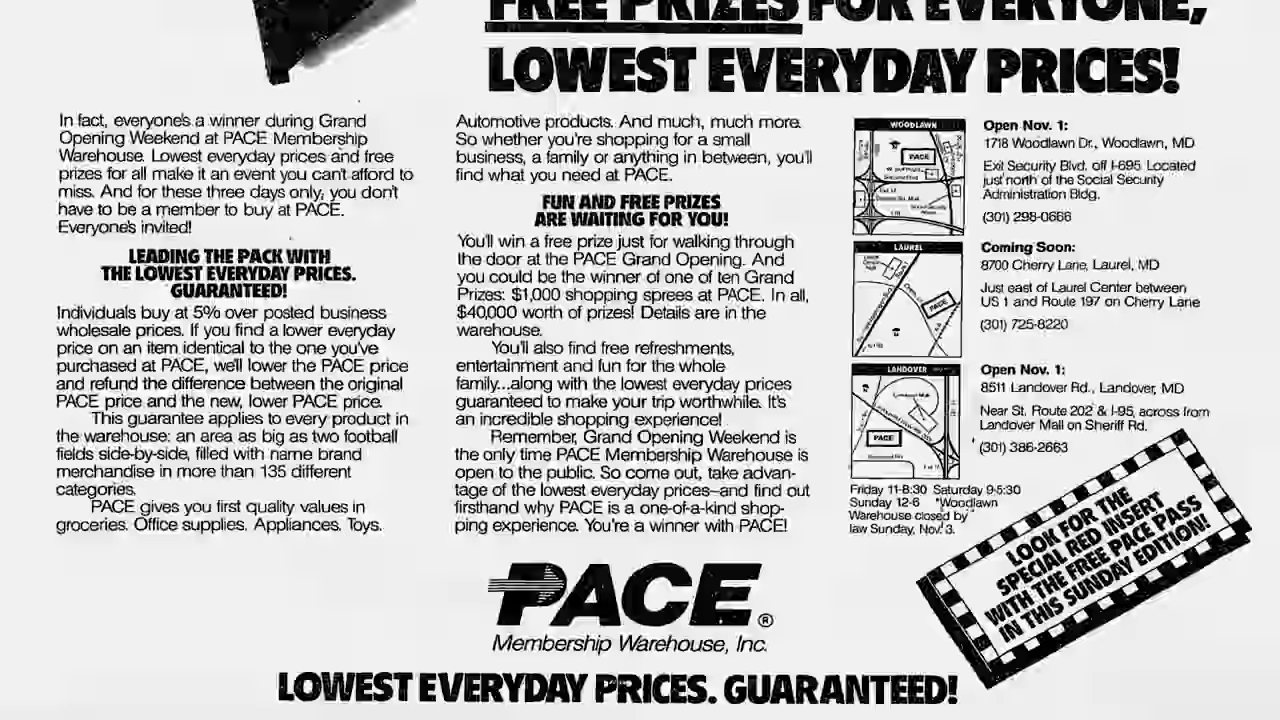 FREE PRIZES FOR EVERYONE,
LOWEST EVERYDAY PRICES!
In fact, everyone's a winner during Grand
Opening Weekend at PACE Membership
Warehouse. Lowest everyday prices and free
prizes for all make it an event you can't afford to
miss. And for these three days only, you don't
have to be a member to buy at PACE.
Everyone's invited!
LEADING THE PACK WITH
THE LOWEST EVERYDAY PRICES.
GUARANTEED!
Individuals buy at 5% over posted business
wholesale prices. If you find a lower everyday
price on an item identical to the one you've
purchased at PACE, we'll lower the PACE price
and refund the difference between the original
PACE price and the new, lower PACE price.
This guarantee applies to every product in
the warehouse: an area as big as two football
fields side-by-side, filled with name brand
merchandise in more than 135 different
categories.
PACE gives you first quality values in
groceries. Office supplies. Appliances. Toys.
Automotive products. And much, much more.
So whether you're shopping for a small
business, a family or anything in between, you'll
find what you need at PACE.
FUN AND FREE PRIZES
ARE WAITING FOR YOU!
You'll win a free prize just for walking through
the door at the PACE Grand Opening. And
you could be the winner of one of ten Grand
Prizes: $1,000 shopping sprees at PACE. In all,
$40,000 worth of prizes! Details are in the
warehouse.
You'll also find free refreshments,
entertainment and fun for the whole
family...along with the lowest everyday prices
guaranteed to make your trip worthwhile. It's
an incredible shopping experience!
Remember, Grand Opening Weekend is
the only time PACE Membership Warehouse is
open to the public. So come out, take advan-
tage of the lowest everyday prices—and find out
firsthand why PACE is a one-of-a-kind shop-
ping experience. You're a winner with PACE!
WOODLAWN
PACE
Open Nov. 1:
1718 Woodlawn Dr., Woodlawn, MD
Exit Security Blvd. off I-695. Located
just north of the Social Security
Administration Bldg.
(301) 298-0666
LAUREL
PACE
Coming Soon:
8700 Cherry Lane, Laurel, MD
Just east of Laurel Center between
US 1 and Route 197 on Cherry Lane
(301) 725-8220
LANDOVER
PACE
Open Nov. 1:
8511 Landover Rd., Landover, MD
Near St. Route 202 & I-95, across from
Landover Mall on Sheriff Rd.
(301) 386-2663
Friday 11-8:30 Saturday 9-5:30
Sunday 12-6 *Woodlawn
Warehouse closed by
law Sunday, Nov. 3.
LOOK FOR THE
SPECIAL RED INSERT
WITH THE FREE PACE PASS
IN THIS SUNDAY EDITION!
PACE®
Membership Warehouse, Inc.
LOWEST EVERYDAY PRICES. GUARANTEED!